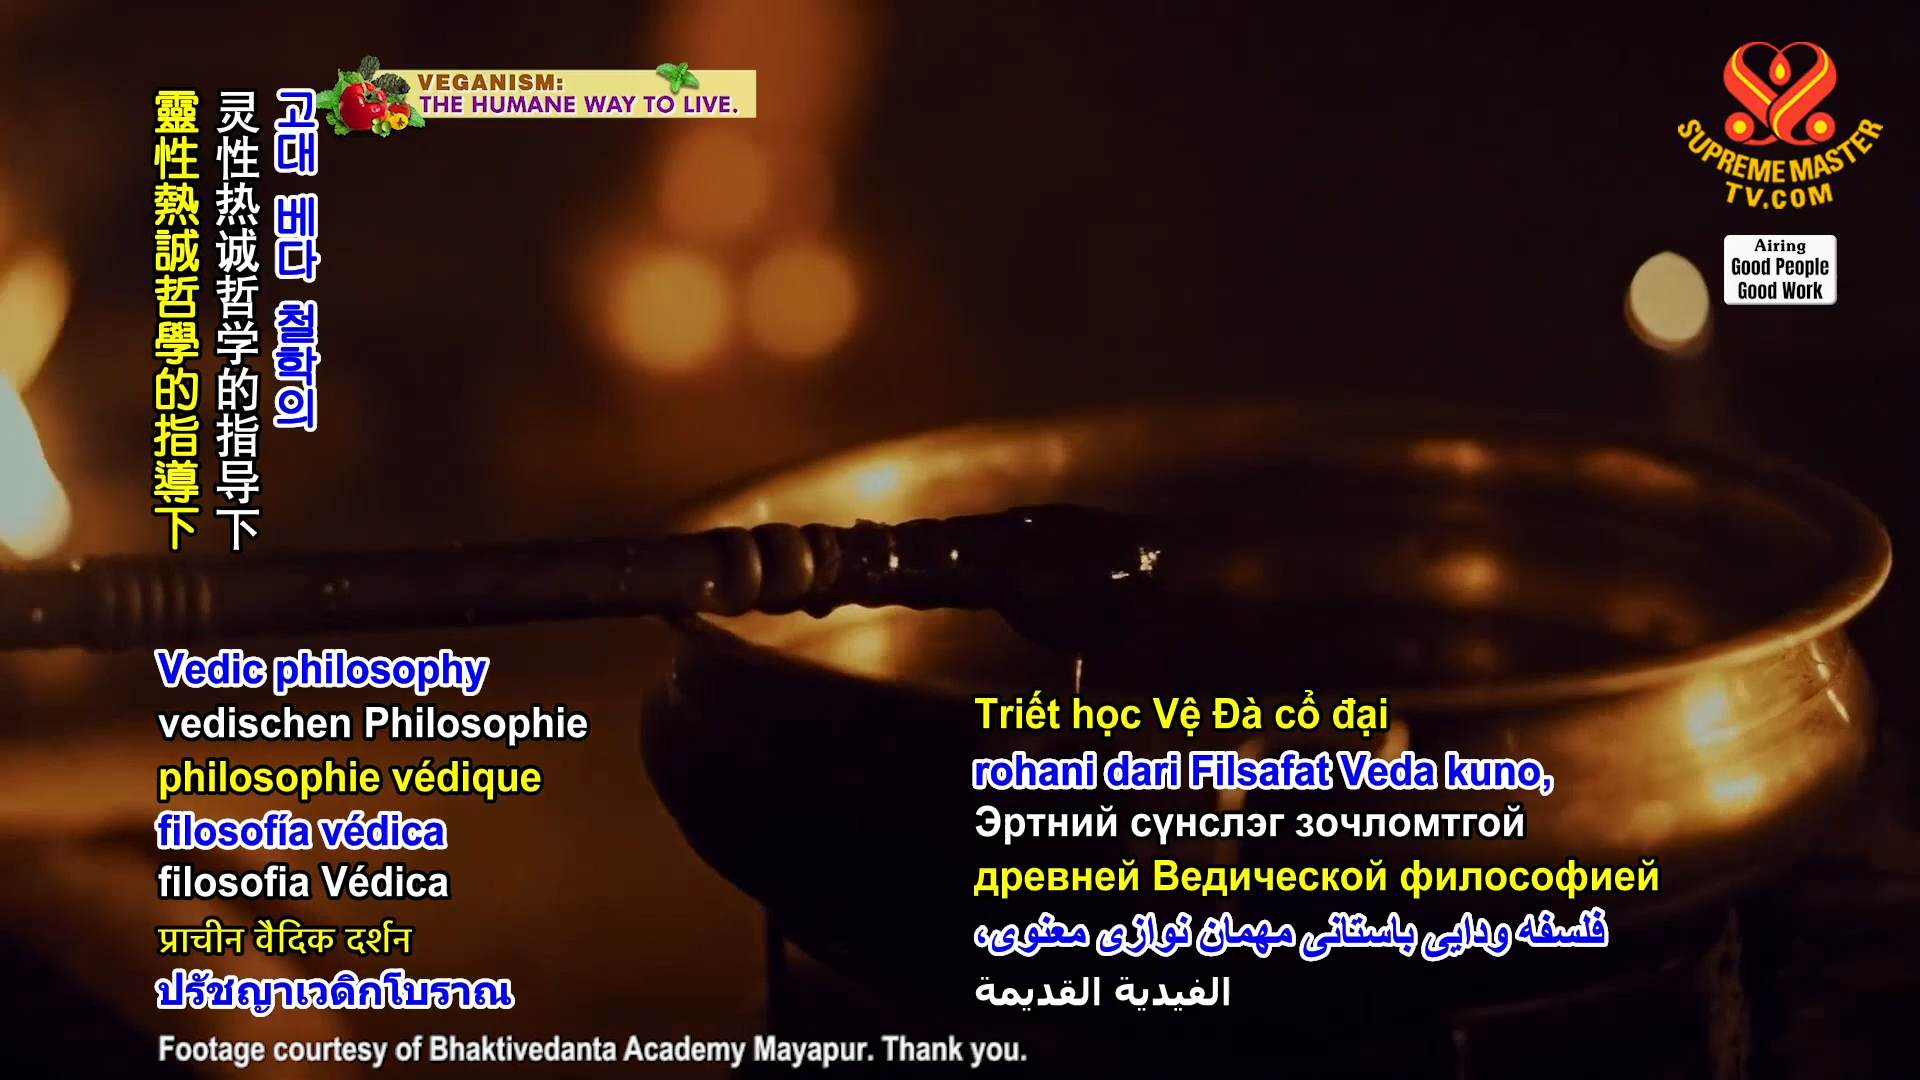 VEGANISM:
THE HUMANE WAY TO LIVE.
SUPREME MASTER
TV.COM
Airing
Good People
Good Work
靈性熱誠哲學的指導下
灵性热诚哲学的指导下
고대 베다 철학의
Vedic philosophy
vedischen Philosophie
philosophie védique
filosofía védica
filosofia Védica
प्राचीन वैदिक दर्शन
ปรัชญาเวดิกโบราณ
Triết học Vệ Đà cổ đại
rohani dari Filsafat Veda kuno,
Эртний сүнслэг зочломтгой
древней Ведической философией
فلسفه ودایی باستانی مهمان نوازی معنوی،
الفيدية القديمة
Footage courtesy of Bhaktivedanta Academy Mayapur. Thank you.